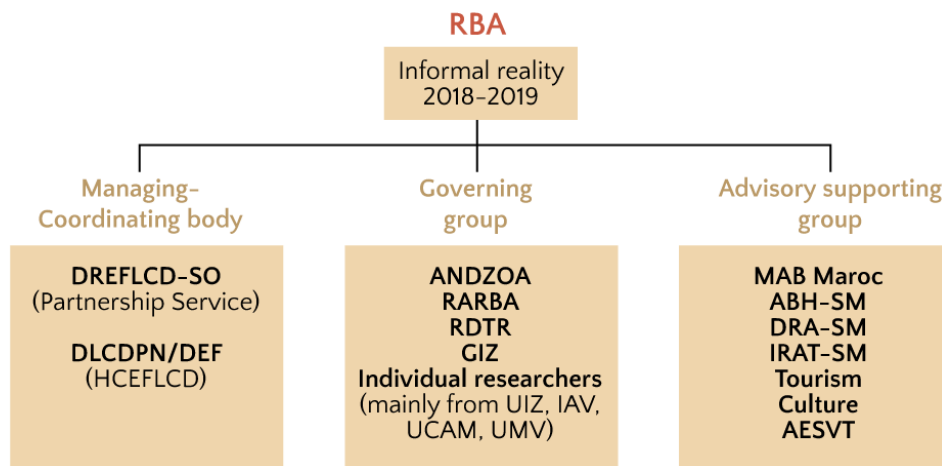 RBA
Informal reality
2018-2019
Managing-
Coordinating body
DREFLCD-SO
(Partnership Service)
DLCDPN/DEF
(HCEFLCD)
Governing
group
ANDZOA
RARBA
RDTR
GIZ
Individual researchers
(mainly from UIZ, IAV,
UCAM, UMV)
Advisory supporting
group
MAB Maroc
ABH-SM
DRA-SM
IRAT-SM
Tourism
Culture
AESVT